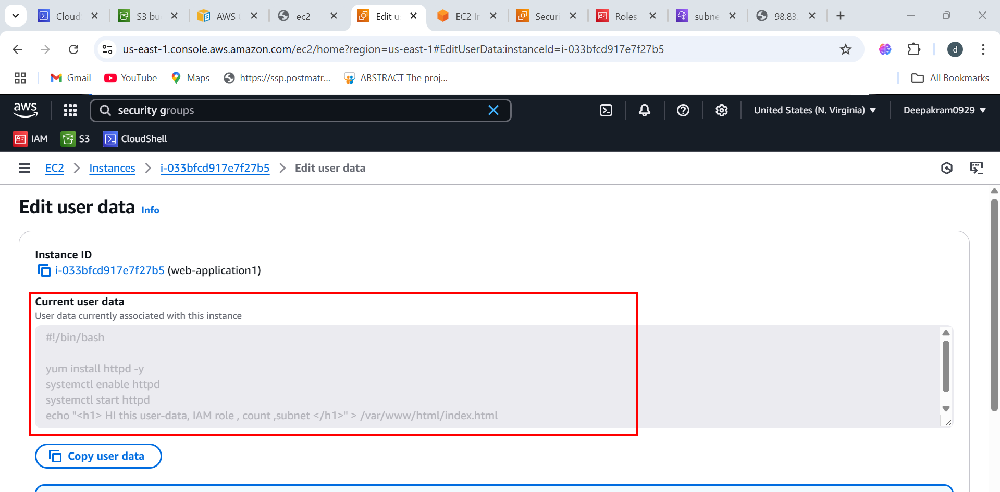 Cloud
S3 bu
AWS
ec2 —
Edit u
EC2 I
Securi
Roles
subne
98.83.
us-east-1.console.aws.amazon.com/ec2/home?region=us-east-1#EditUserData:instanceId=i-033bfcd917e7f27b5
d
Gmail
YouTube
Maps
https://ssp.postmatr...
ABSTRACT The proj...
All Bookmarks
aws
security groups
United States (N. Virginia)
Deepakram0929
IAM
S3
CloudShell
EC2
Instances
i-033bfcd917e7f27b5
Edit user data
Edit user data Info
Instance ID
i-033bfcd917e7f27b5 (web-application1)
Current user data
User data currently associated with this instance
#!/bin/bash
yum install httpd -y
systemctl enable httpd
systemctl start httpd
echo "<h1> HI this user-data, IAM role , count ,subnet </h1>" > /var/www/html/index.html
Copy user data